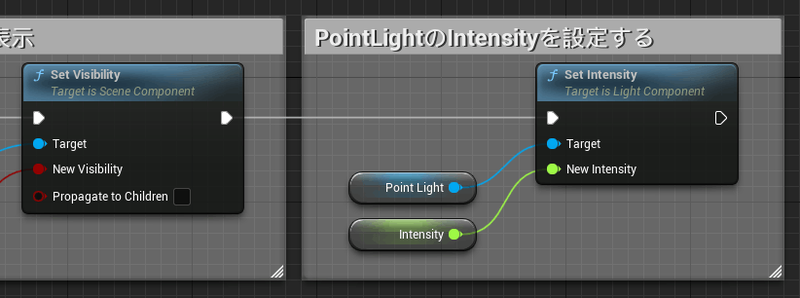 表示
PointLightのIntensityを設定する
Set Visibility
Target is Scene Component
Target
New Visibility
Propagate to Children
Set Intensity
Target is Light Component
Target
New Intensity
Point Light
Intensity